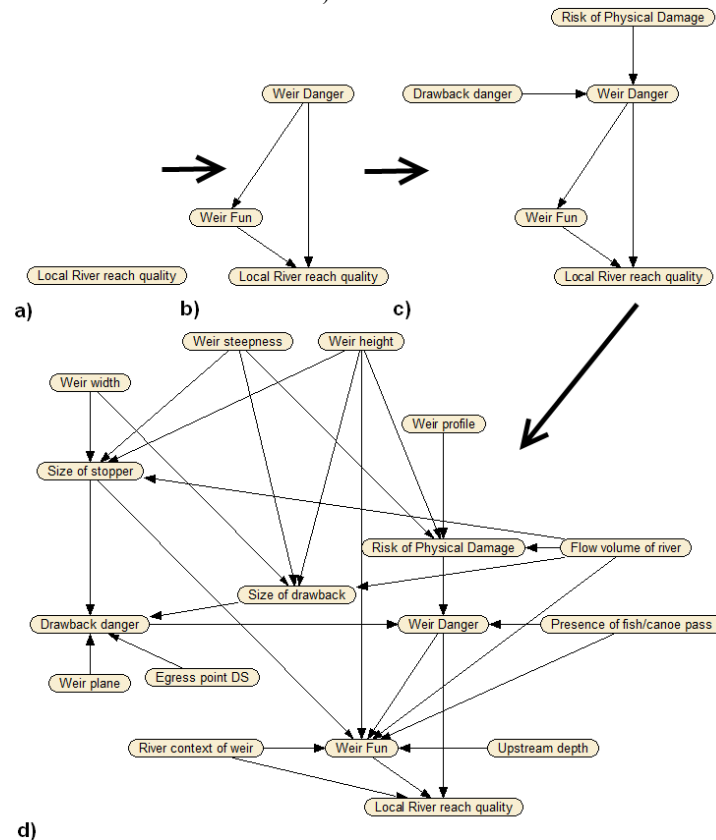 Risk of Physical Damage
Weir Danger
Drawback danger
Weir Danger
Weir Fun
Weir Fun
Local River reach quality
Local River reach quality
Local River reach quality
a)
b)
c)
Weir steepness
Weir height
Weir width
Weir profile
Size of stopper
Risk of Physical Damage
Flow volume of river
Size of drawback
Drawback danger
Weir Danger
Presence of fish/canoe pass
Weir plane
Egress point DS
River context of weir
Weir Fun
Upstream depth
Local River reach quality
d)